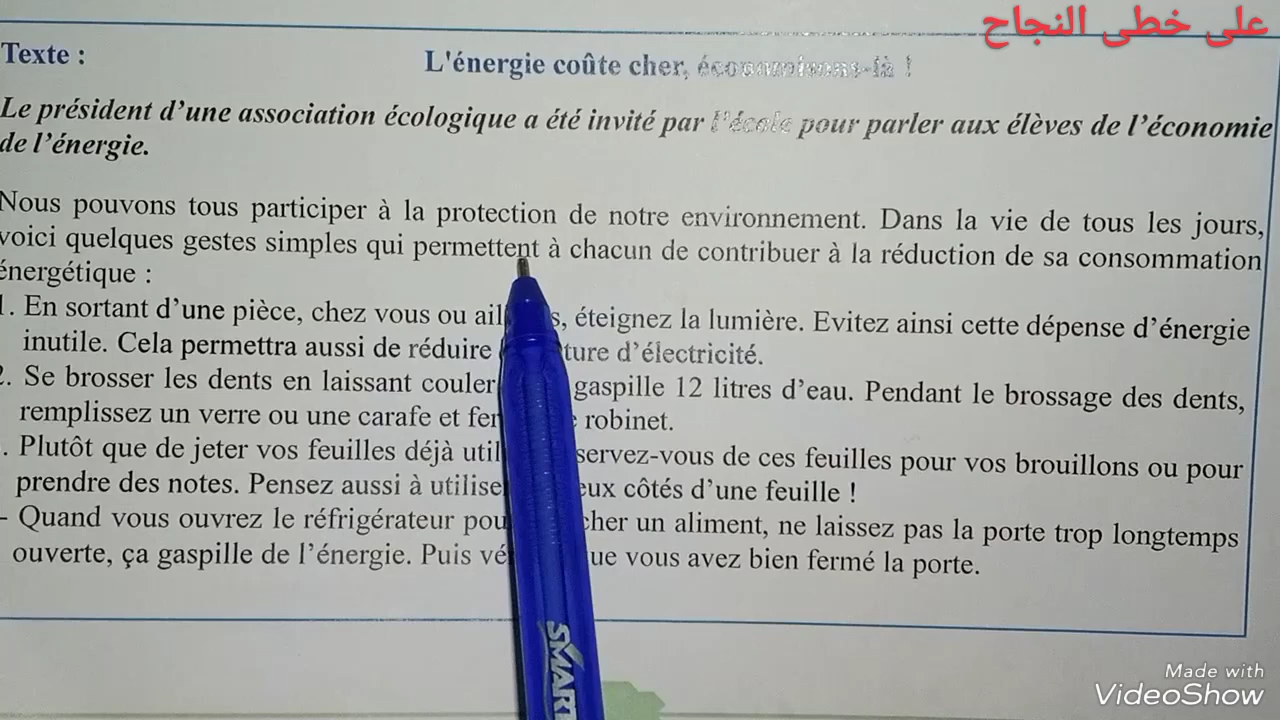 على خطى النجاح
Texte : L'énergie coûte cher, économisons-là !
Le président d’une association écologique a été invité par l’école pour parler aux élèves de l’économie
de l’énergie.
Nous pouvons tous participer à la protection de notre environnement. Dans la vie de tous les jours,
voici quelques gestes simples qui permettent à chacun de contribuer à la réduction de sa consommation
énergétique :
1. En sortant d’une pièce, chez vous ou ail s, éteignez la lumière. Evitez ainsi cette dépense d’énergie
inutile. Cela permettra aussi de réduire ture d’électricité.
2. Se brosser les dents en laissant couler gaspille 12 litres d’eau. Pendant le brossage des dents,
remplissez un verre ou une carafe et fer robinet.
. Plutôt que de jeter vos feuilles déjà util servez-vous de ces feuilles pour vos brouillons ou pour
prendre des notes. Pensez aussi à utilise eux côtés d’une feuille !
- Quand vous ouvrez le réfrigérateur pou cher un aliment, ne laissez pas la porte trop longtemps
ouverte, ça gaspille de l’énergie. Puis vé ue vous avez bien fermé la porte.
SMART
Made with
VideoShow